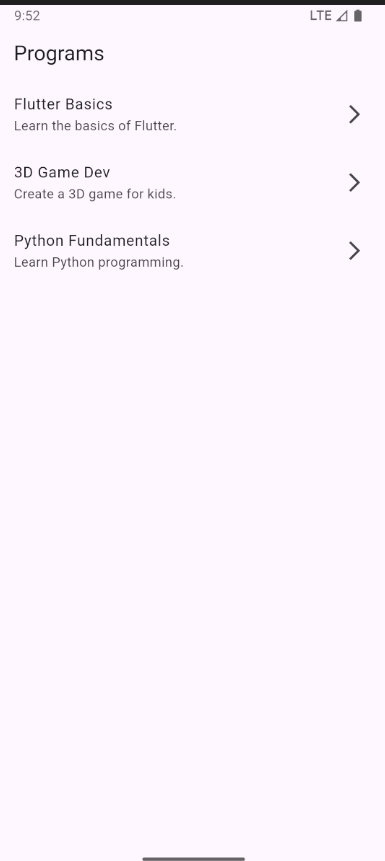 9:52 LTE
Programs
Flutter Basics
Learn the basics of Flutter.
3D Game Dev
Create a 3D game for kids.
Python Fundamentals
Learn Python programming.